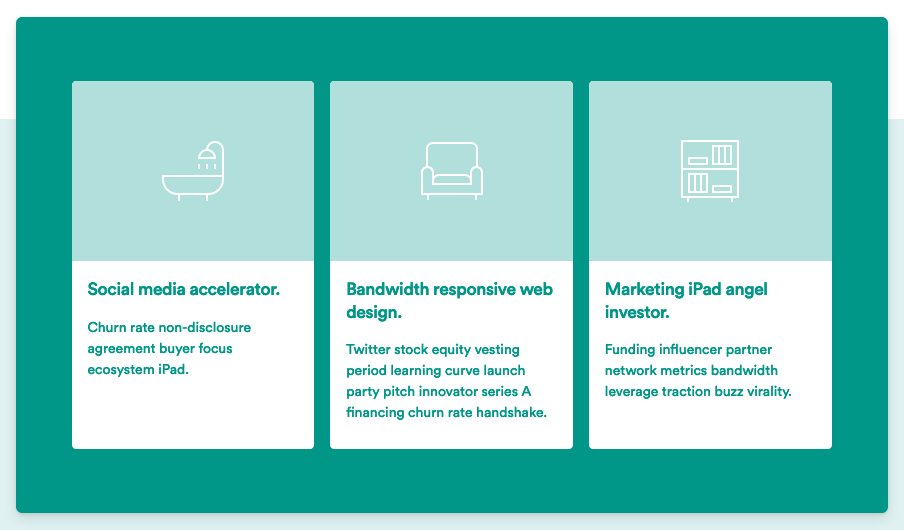 Social media accelerator.
Churn rate non-disclosure
agreement buyer focus
ecosystem iPad.
Bandwidth responsive web
design.
Twitter stock equity vesting
period learning curve launch
party pitch innovator series A
financing churn rate handshake.
Marketing iPad angel
investor.
Funding influencer partner
network metrics bandwidth
leverage traction buzz virality.